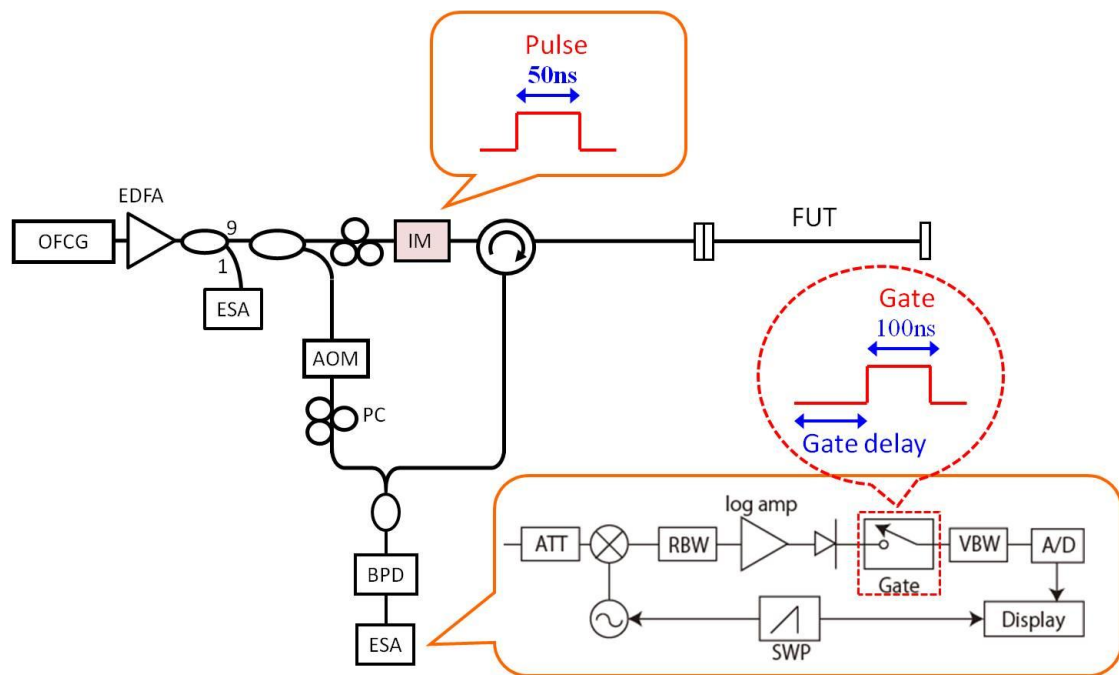 Pulse
50ns
EDFA
OFCG
9
1
ESA
IM
FUT
AOM
PC
BPD
ESA
Gate
100ns
Gate delay
log amp
ATT
RBW
Gate
VBW
A/D
SWP
Display